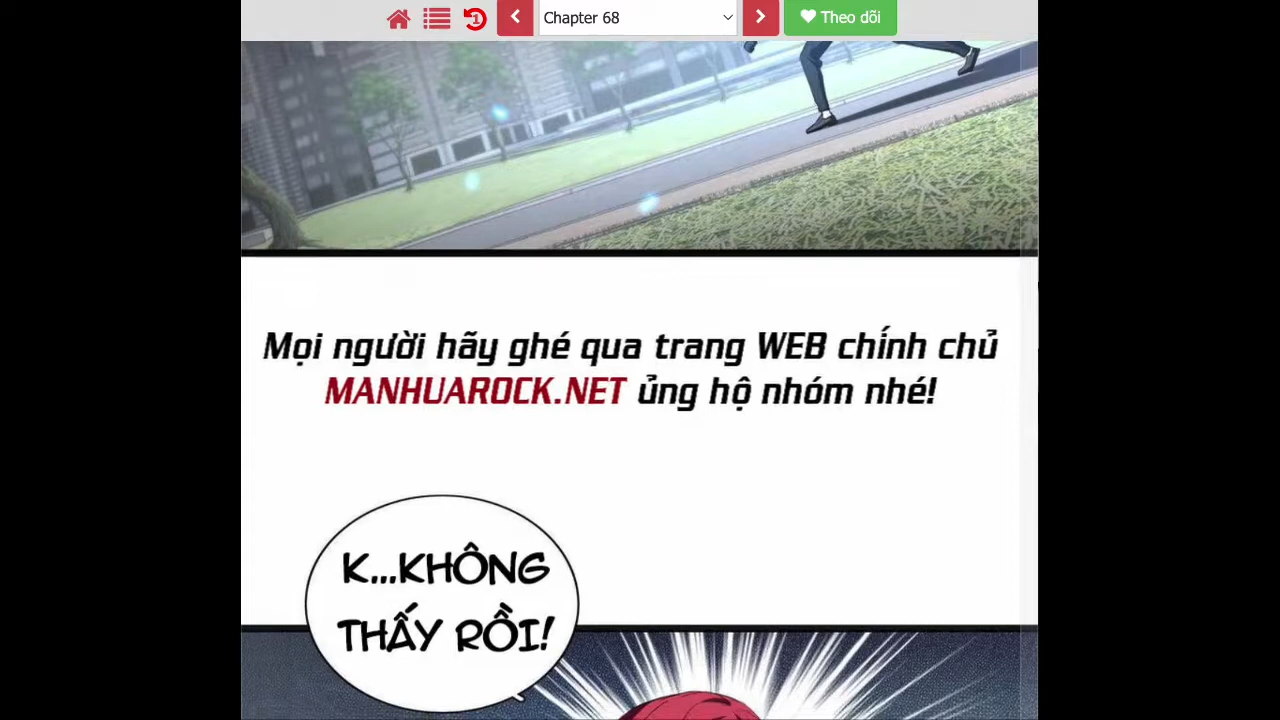 Chapter 68
Theo dõi
Mọi người hãy ghé qua trang WEB chính chủ
MANHUAROCK.NET ủng hộ nhóm nhé!
K...KHÔNG
THẤY RỒI!